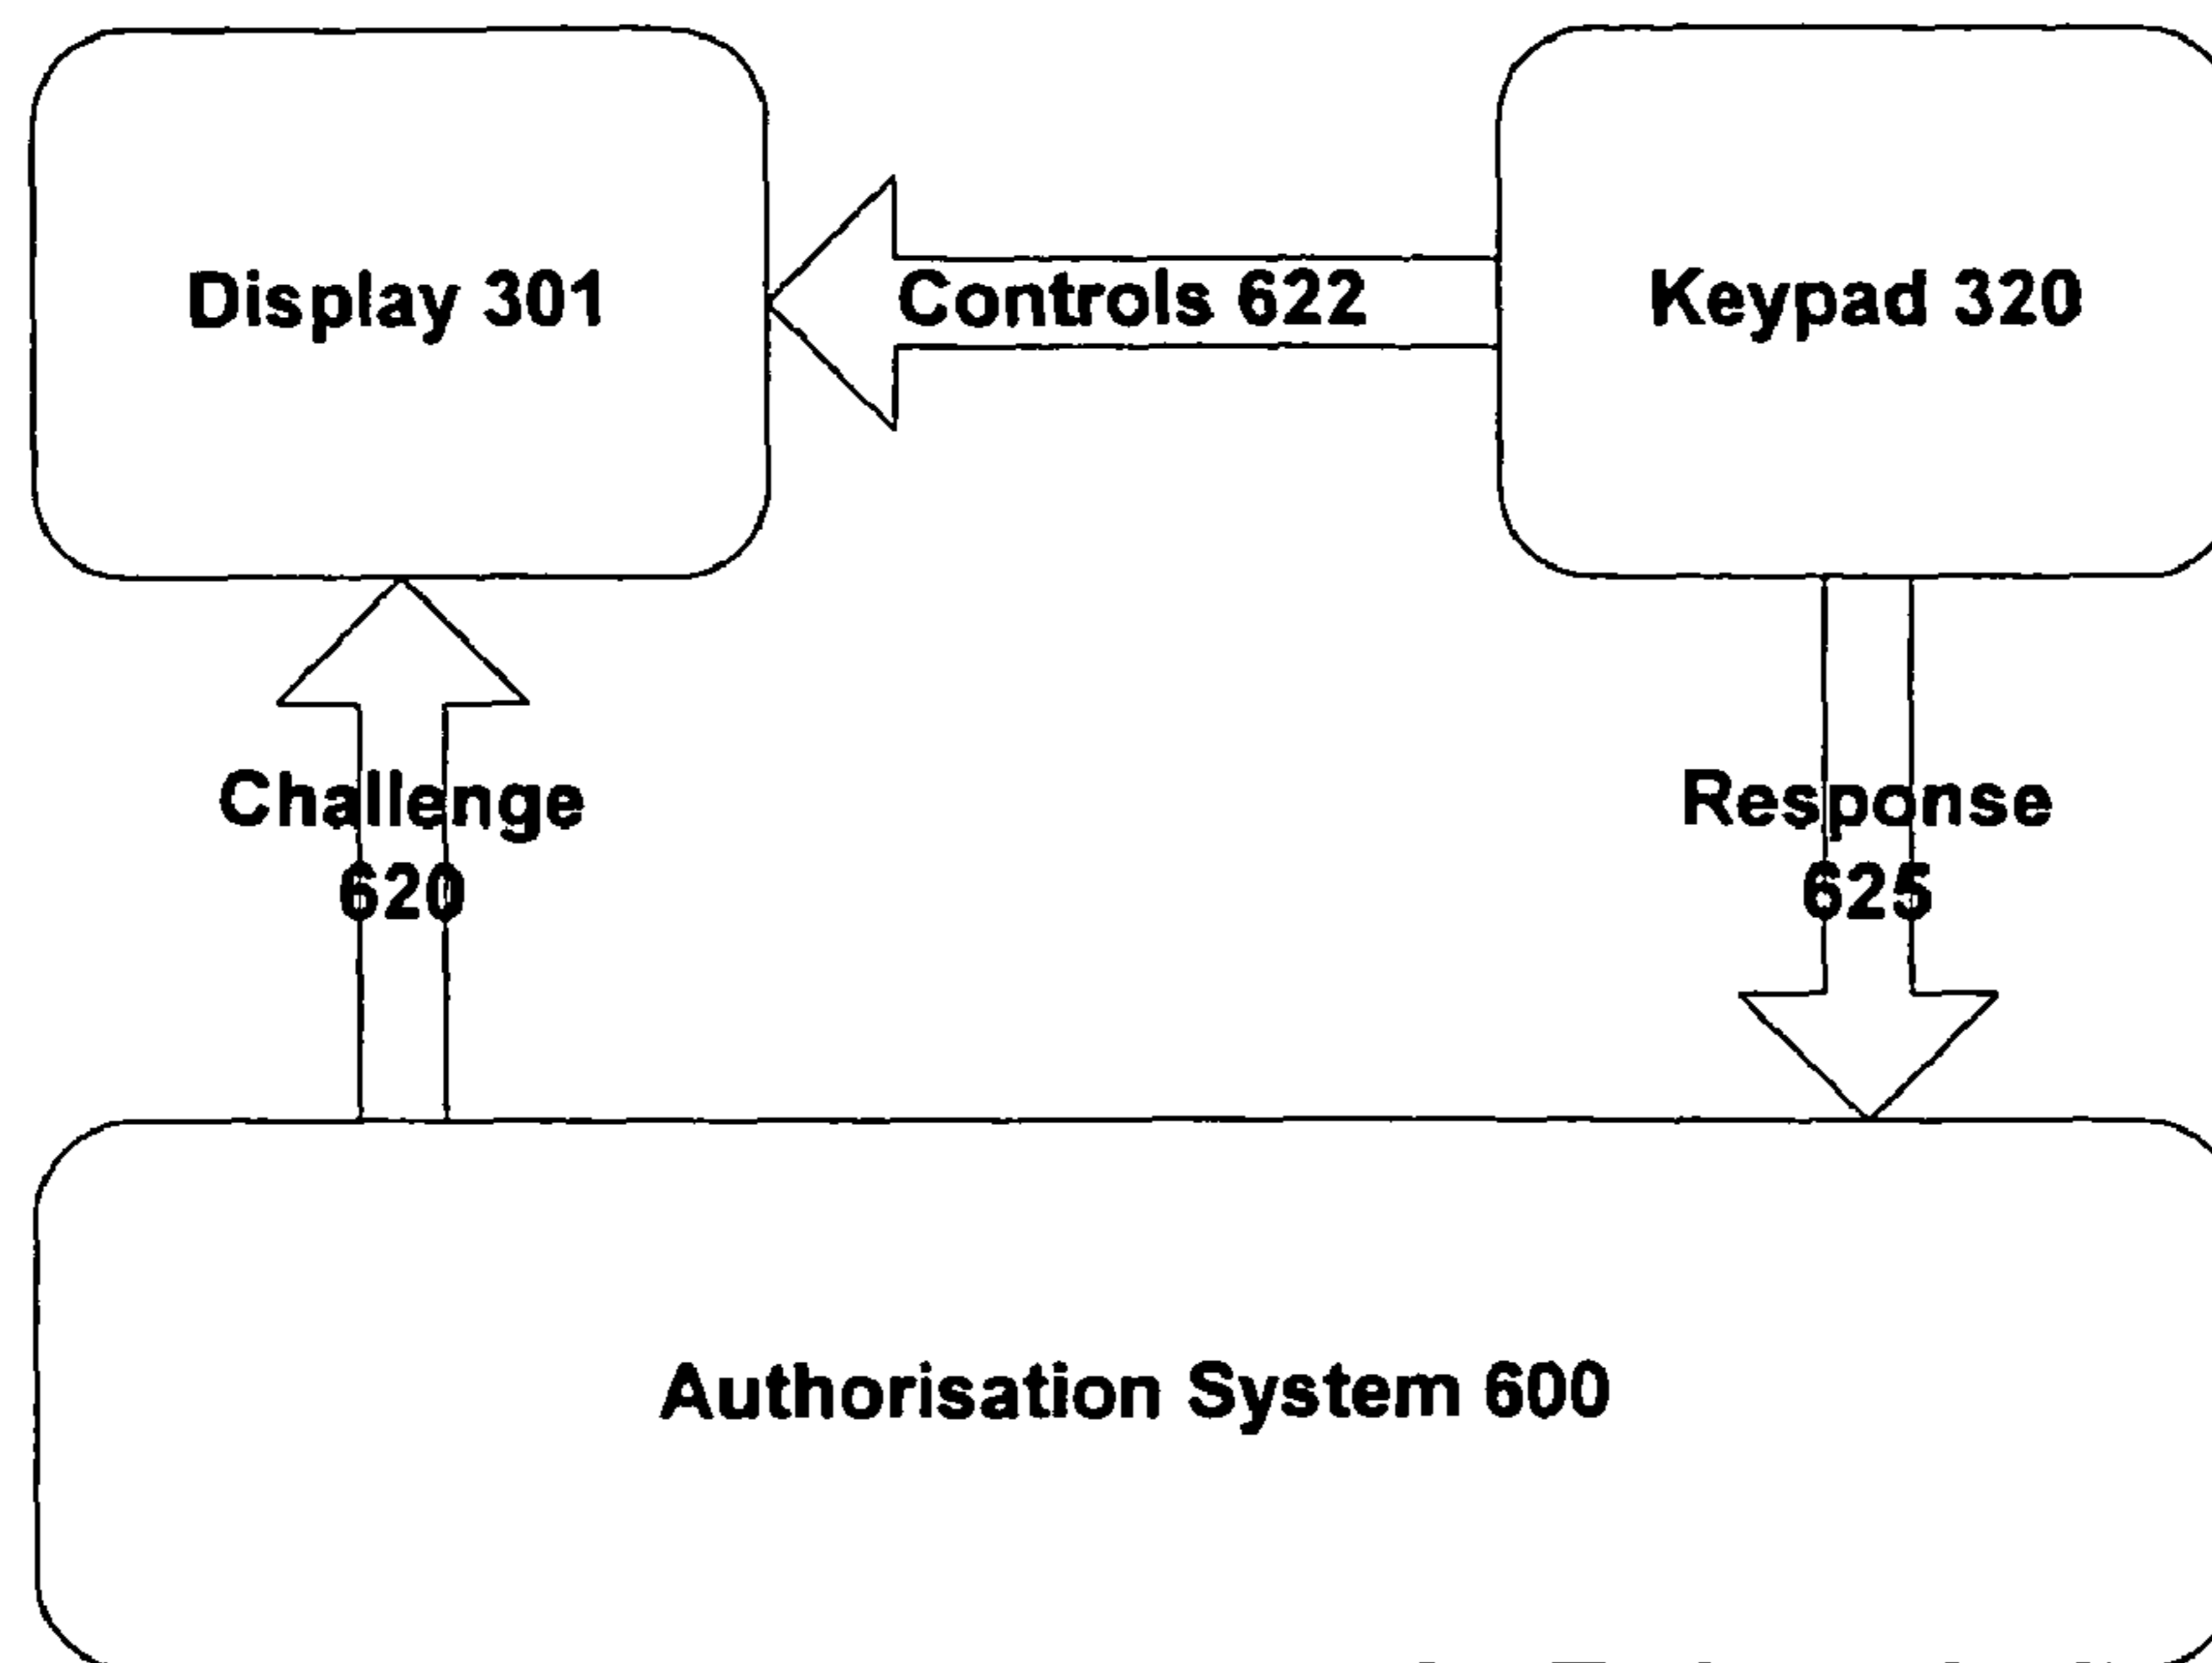 Display 301
Controls 622
Keypad 320
Challenge
620
Response
625
Authorisation System 600